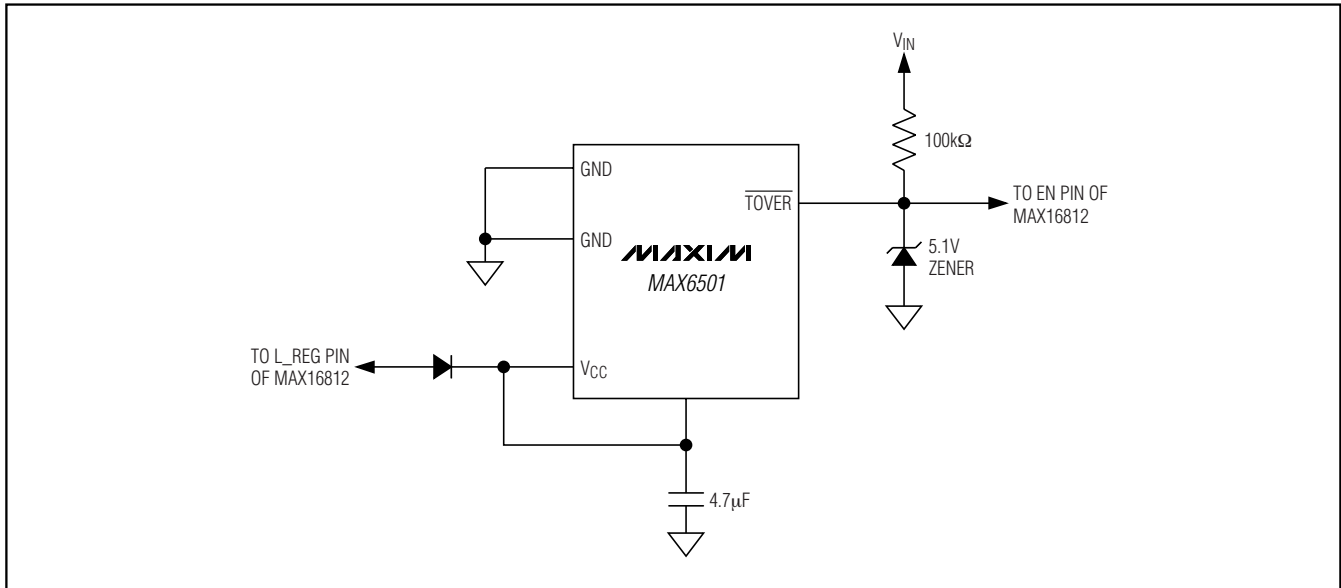 VIN
100kΩ
GND
TOVER
TO EN PIN OF
MAX16812
GND
MAXIM
MAX6501
5.1V
ZENER
TO L_REG PIN
OF MAX16812
VCC
4.7µF